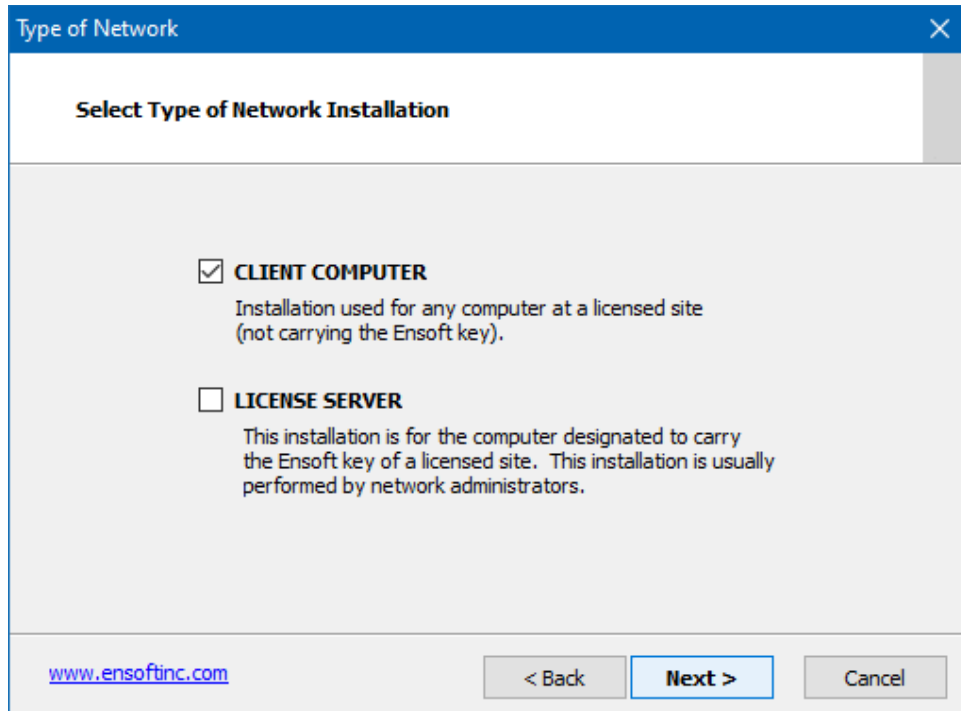 Type of Network
Select Type of Network Installation
CLIENT COMPUTER
Installation used for any computer at a licensed site
(not carrying the Ensoft key).
LICENSE SERVER
This installation is for the computer designated to carry
the Ensoft key of a licensed site.  This installation is usually
performed by network administrators.
www.ensoftinc.com
< Back
Next >
Cancel